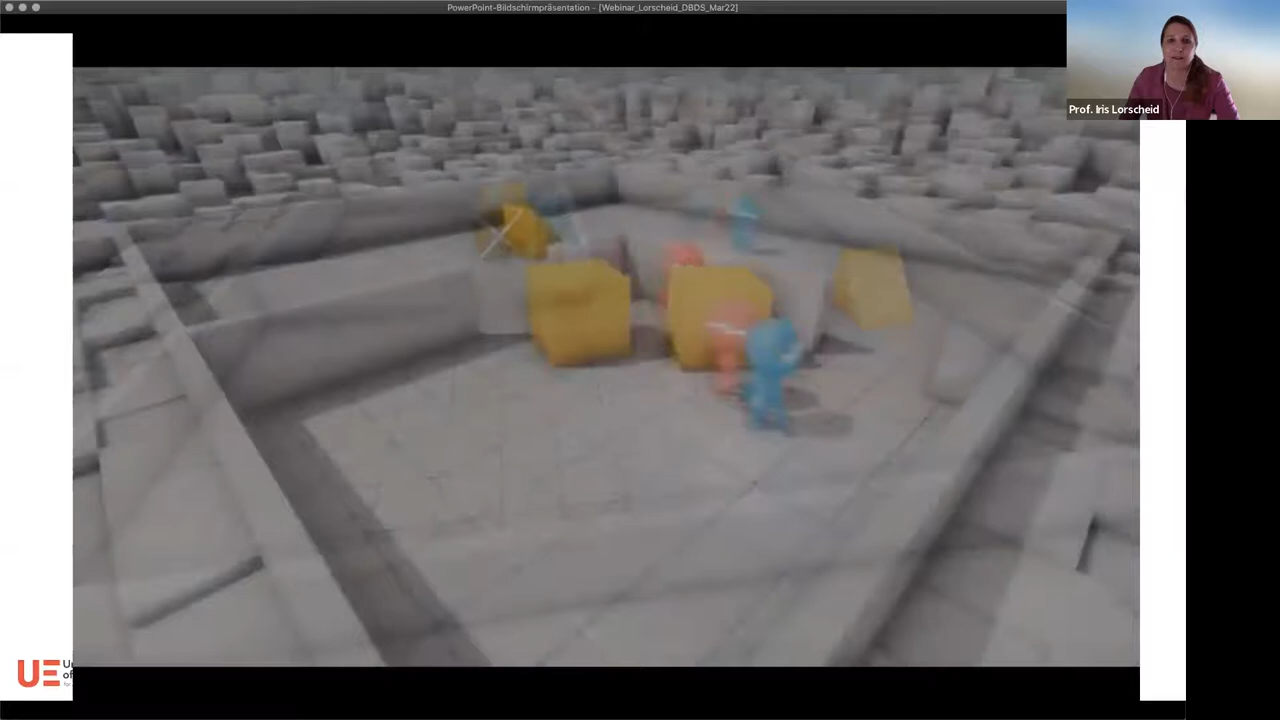 PowerPoint-Bildschirmpräsentation - [Webinar_Lorscheid_DBDS_Mar22]
Prof. Iris Lorscheid
UE